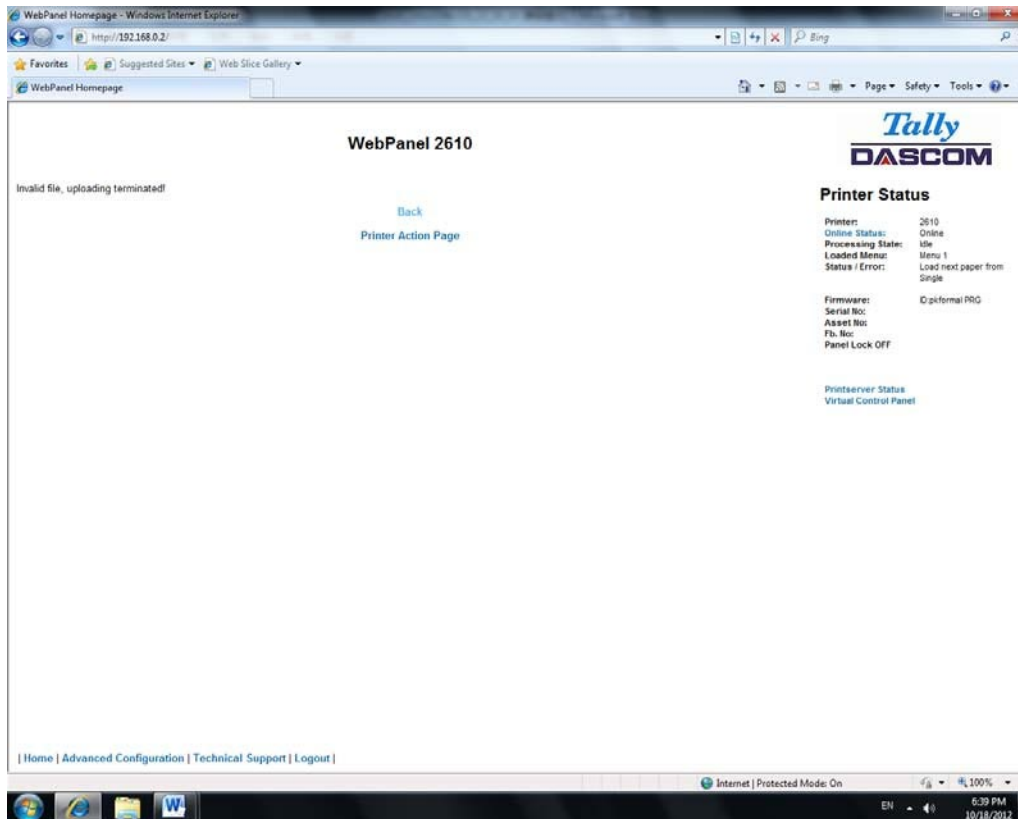 WebPanel Homepage - Windows Internet Explorer
http://192.168.0.2/
Bing
Favorites
Suggested Sites
Web Slice Gallery
WebPanel Homepage
Page
Safety
Tools
WebPanel 2610
Tally
DASCOM
Invalid file, uploading terminated!
Back
Printer Action Page
Printer Status
Printer: 2610
Online Status: Online
Processing State: Idle
Loaded Menu: Menu 1
Status / Error: Load next paper from
Single
Firmware: ID:pkformal PRG
Serial No:
Asset No:
Fb. No:
Panel Lock OFF
Printserver Status
Virtual Control Panel
| Home | Advanced Configuration | Technical Support | Logout |
Internet | Protected Mode: On
100%
EN
6:39 PM
10/18/2012